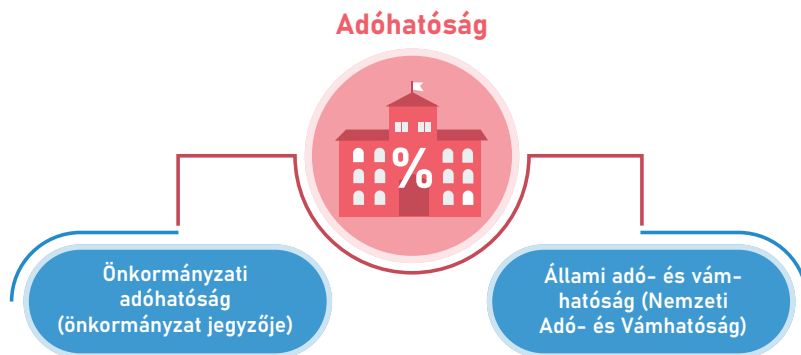 Adóhatóság
%
Önkormányzati
adóhatóság
(önkormányzat jegyzője)
Állami adó- és vám-
hatóság (Nemzeti
Adó- és Vámhatóság)